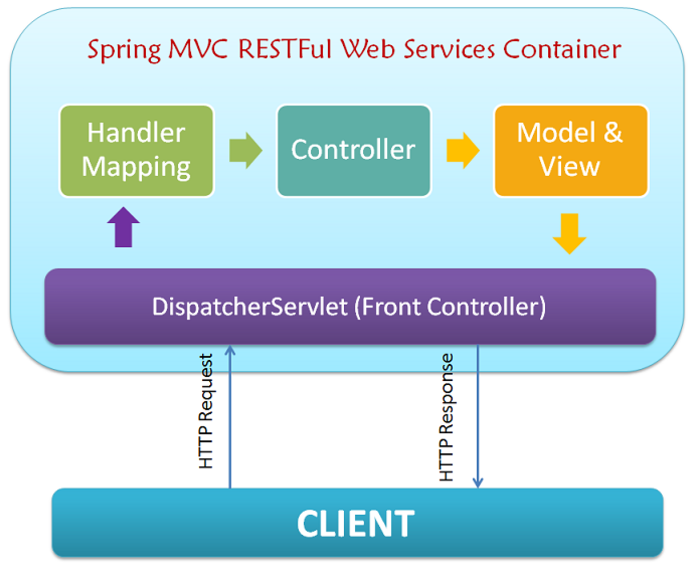 Spring MVC RESTFul Web Services Container
Handler
Mapping
Controller
Model &
View
DispatcherServlet (Front Controller)
HTTP Request
HTTP Response
CLIENT